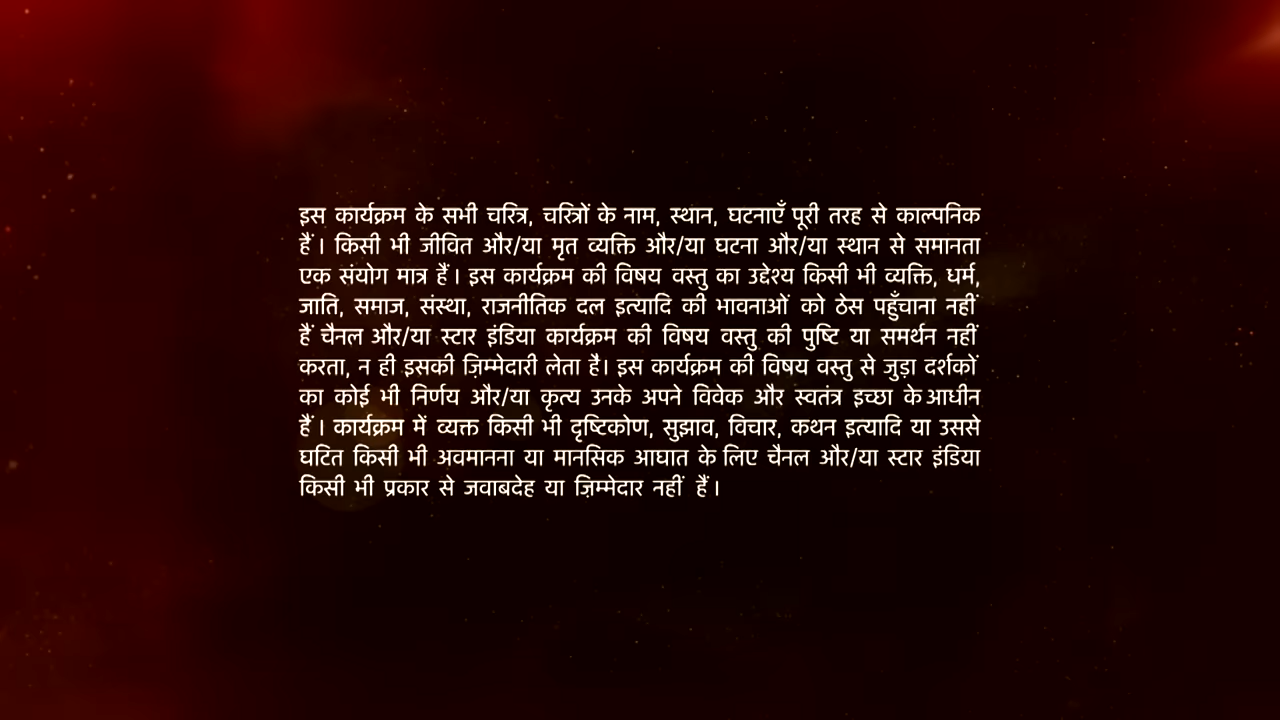 इस कार्यक्रम के सभी चरित्र, चरित्रों के नाम, स्थान, घटनाएँ पूरी तरह से काल्पनिक
हैं। किसी भी जीवित और/या मृत व्यक्ति और/या घटना और/या स्थान से समानता
एक संयोग मात्र हैं। इस कार्यक्रम की विषय वस्तु का उद्देश्य किसी भी व्यक्ति, धर्म,
जाति, समाज, संस्था, राजनीतिक दल इत्यादि की भावनाओं को ठेस पहुँचाना नहीं
हैं चैनल और/या स्टार इंडिया कार्यक्रम की विषय वस्तु की पुष्टि या समर्थन नहीं
करता, न ही इसकी ज़िम्मेदारी लेता है। इस कार्यक्रम की विषय वस्तु से जुड़ा दर्शकों
का कोई भी निर्णय और/या कृत्य उनके अपने विवेक और स्वतंत्र इच्छा के आधीन
हैं। कार्यक्रम में व्यक्त किसी भी दृष्टिकोण, सुझाव, विचार, कथन इत्यादि या उससे
घटित किसी भी अवमानना या मानसिक आघात के लिए चैनल और/या स्टार इंडिया
किसी भी प्रकार से जवाबदेह या ज़िम्मेदार नहीं हैं।